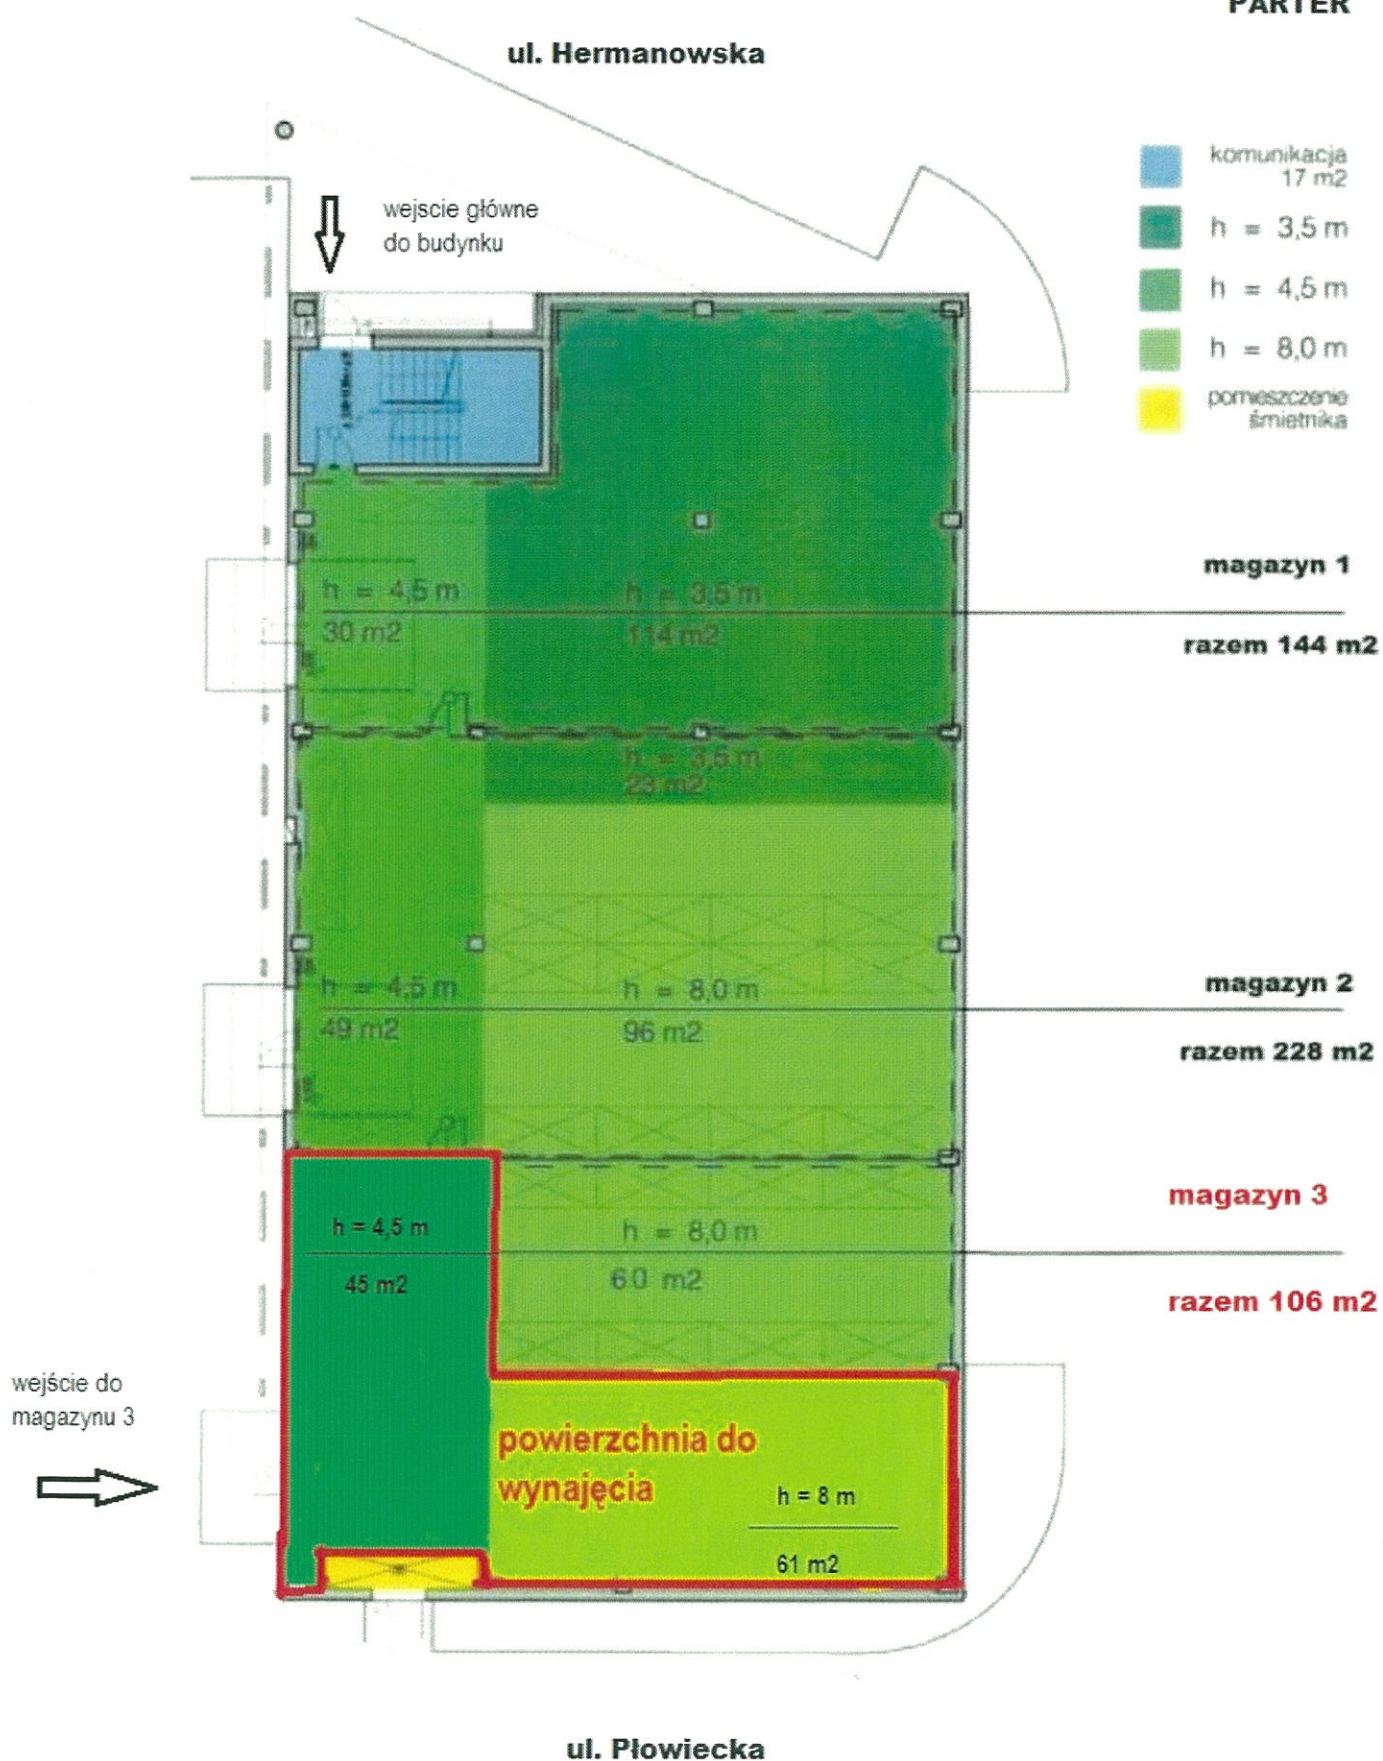 PARTER
ul. Hermanowska
komunikacja
17 m2
h = 3,5 m
h = 4,5 m
h = 8,0 m
pomieszczenie
śmietnika
wejscie główne
do budynku
magazyn 1
h = 4,5 m
h = 3,5 m
30 m2
114 m2
razem 144 m2
h = 3,5 m
23 m2
magazyn 2
h = 4,5 m
h = 8,0 m
49 m2
96 m2
razem 228 m2
magazyn 3
h = 4,5 m
h = 8,0 m
45 m2
60 m2
razem 106 m2
wejście do
magazynu 3
powierzchnia do
wynajęcia
h = 8 m
61 m2
ul. Płowiecka